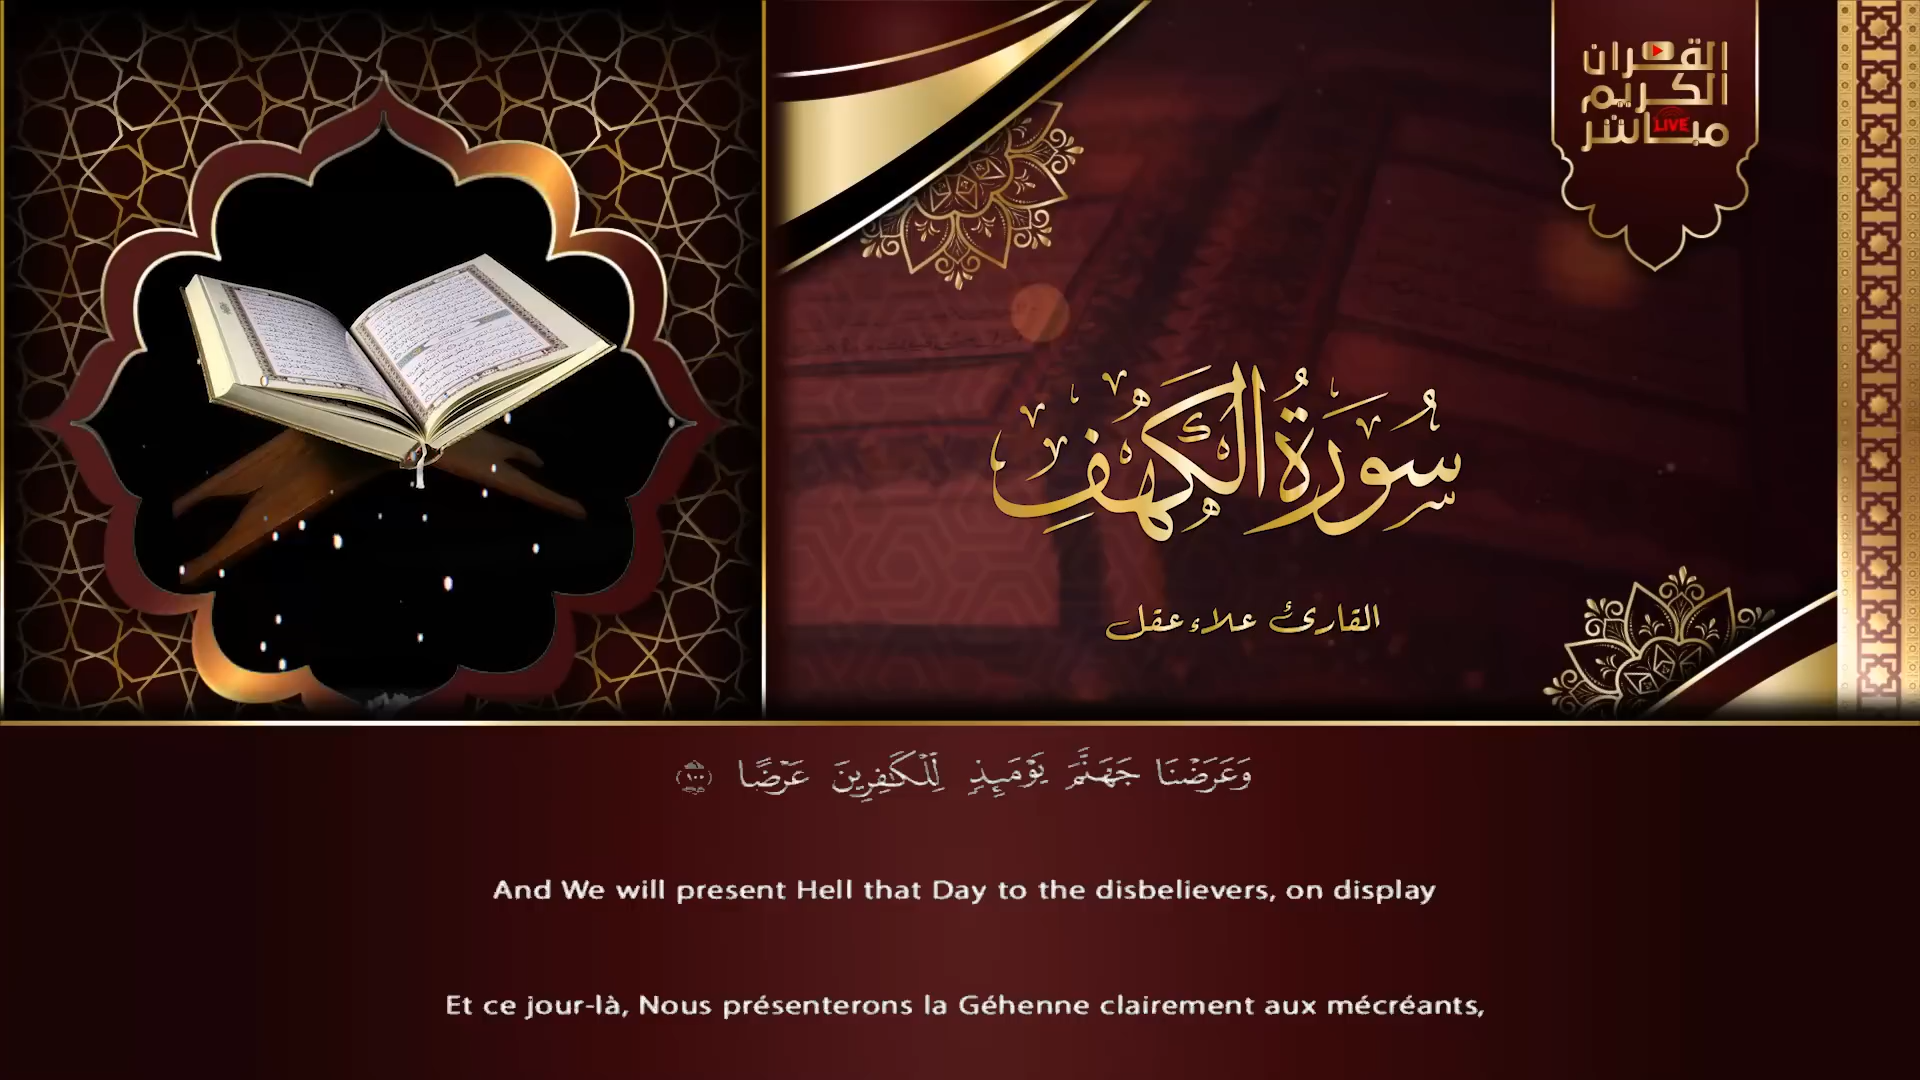 القرآن
الكريم
مباشر
LIVE
سُورَةُ الكَهْفِ
القارئ علاء عقل
وَعَرَضْنَا جَهَنَّمَ يَوْمَئِذٍ لِّلْكَٰفِرِينَ عَرْضًا ١٠٠
And We will present Hell that Day to the disbelievers, on display
Et ce jour-là, Nous présenterons la Géhenne clairement aux mécréants,